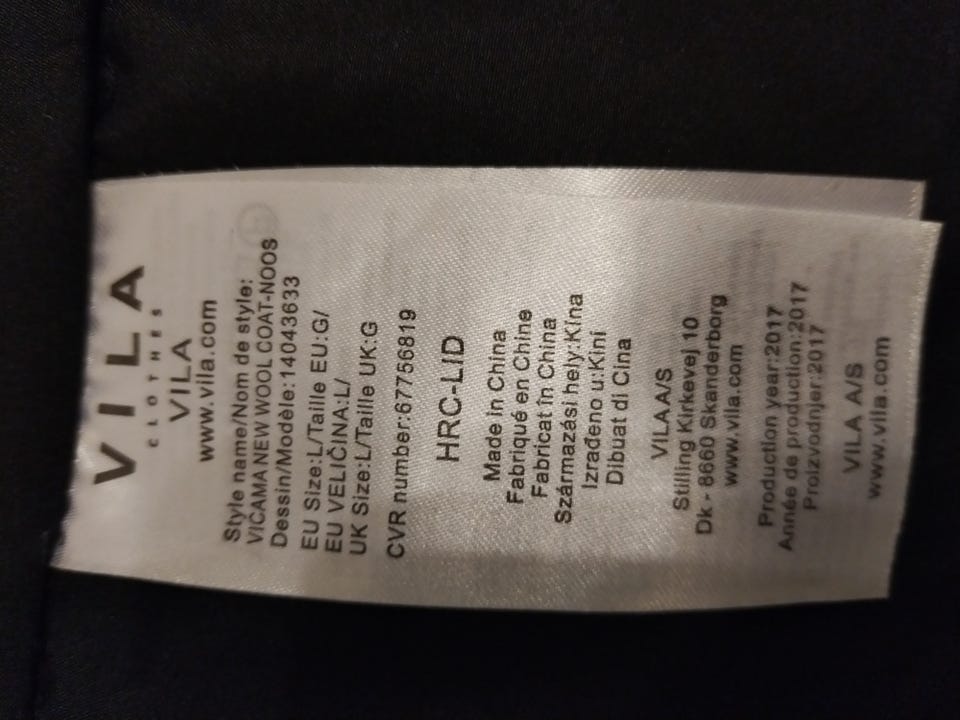 VILA
CLOTHES
VILA
www.vila.com
Style name/Nom de style:
VICAMA NEW WOOL COAT-NOOS
Dessin/Modèle:14043633
EU Size:L/Taille EU:G/
EU VELIČINA:L/
UK Size:L/Taille UK:G
CVR number:67756819
HRC-LID
Made in China
Fabriqué en Chine
Fabricat în China
Származási hely:Kína
Izrađeno u:Kini
Dibuat di Cina
VILA A/S
Stilling Kirkevej 10
Dk - 8660 Skanderborg
www.vila.com
Production year:2017
Année de production:2017
Proizvodnjer:2017
VILA A/S
www.vila.com